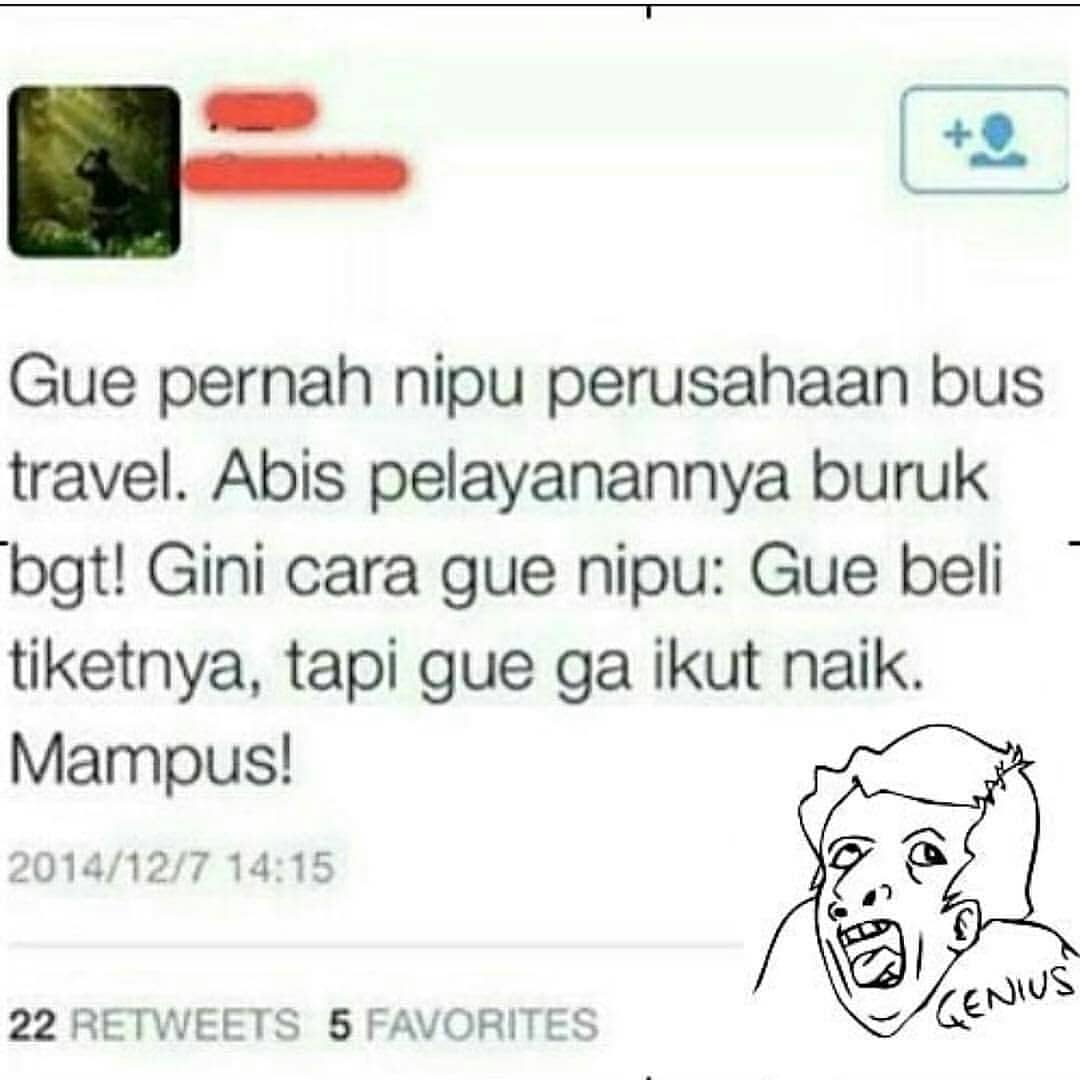 Gue pernah nipu perusahaan bus
travel. Abis pelayanannya buruk
bgt! Gini cara gue nipu: Gue beli
tiketnya, tapi gue ga ikut naik.
Mampus!
2014/12/7 14:15
22 RETWEETS 5 FAVORITES
GENIUS